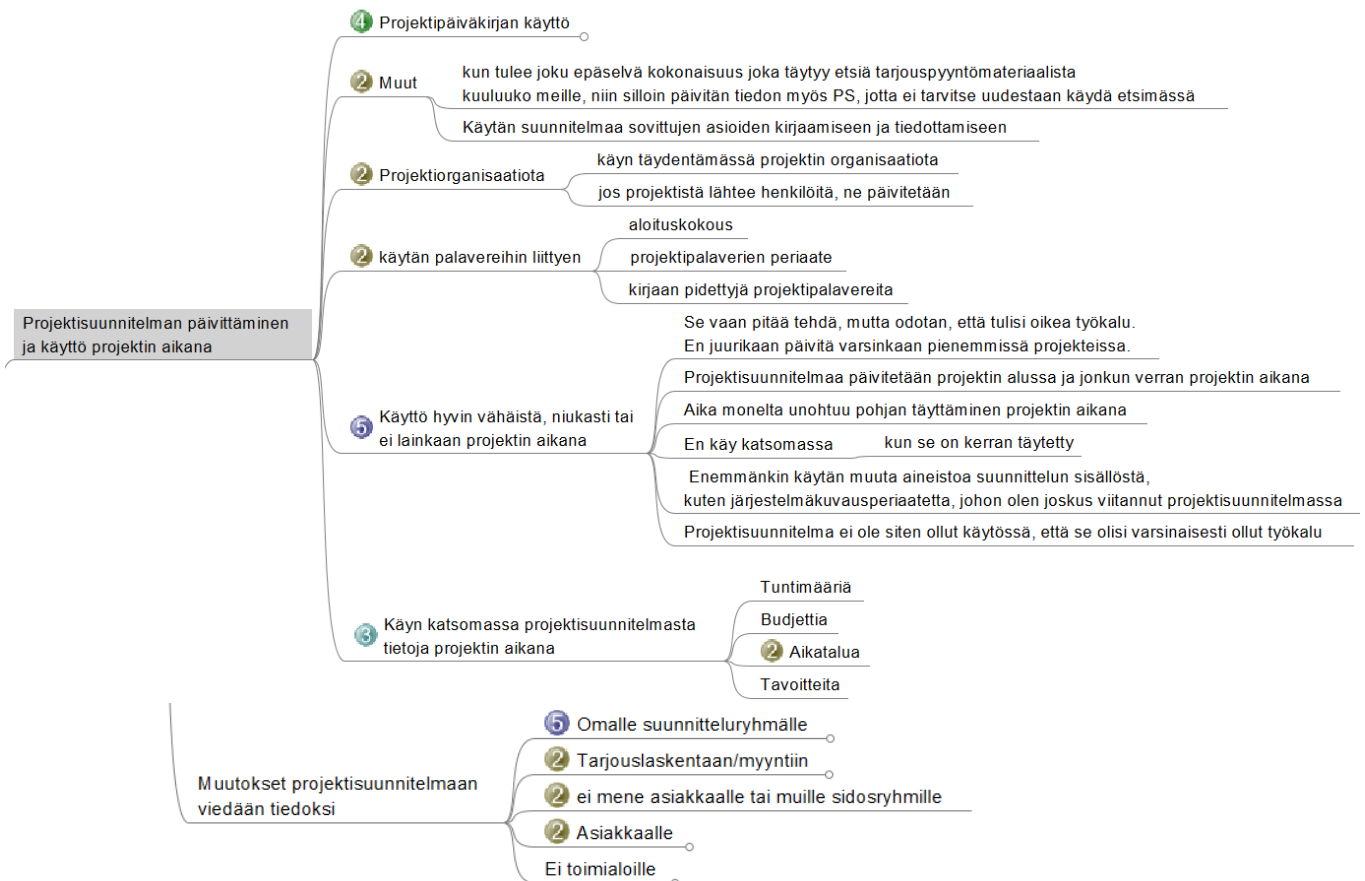 4 Projektipäiväkirjan käyttö
2 Muut
kun tulee joku epäselvä kokonaisuus joka täytyy etsiä tarjouspyyntömateriaalista
kuuluuko meille, niin silloin päivitän tiedon myös PS, jotta ei tarvitse uudestaan käydä etsimässä
Käytän suunnitelmaa sovittujen asioiden kirjaamiseen ja tiedottamiseen
2 Projektiorganisaatiota
käyn täydentämässä projektin organisaatiota
jos projektistä lähtee henkilöitä, ne päivitetään
2 käytän palavereihin liittyen
aloituskokous
projektipalaverien periaate
kirjaan pidettyjä projektipalavereita
Projektisuunnitelman päivittäminen
ja käyttö projektin aikana
5 Käyttö hyvin vähäistä, niukasti tai
ei lainkaan projektin aikana
Se vaan pitää tehdä, mutta odotan, että tulisi oikea työkalu.
En juurikaan päivitä varsinkaan pienemmissä projekteissa.
Projektisuunnitelmaa päivitetään projektin alussa ja jonkun verran projektin aikana
Aika monelta unohtuu pohjan täyttäminen projektin aikana
En käy katsomassa
kun se on kerran täytetty
Enemmänkin käytän muuta aineistoa suunnittelun sisällöstä,
kuten järjestelmäkuvausperiaatetta, johon olen joskus viitannut projektisuunnitelmassa
Projektisuunnitelma ei ole siten ollut käytössä, että se olisi varsinaisesti ollut työkalu
3 Käyn katsomassa projektisuunnitelmasta
tietoja projektin aikana
Tuntimääriä
Budjettia
2 Aikatalua
Tavoitteita
Muutokset projektisuunnitelmaan
viedään tiedoksi
5 Omalle suunnitteluryhmälle
2 Tarjouslaskentaan/myyntiin
2 ei mene asiakkaalle tai muille sidosryhmille
2 Asiakkaalle
Ei toimialoille